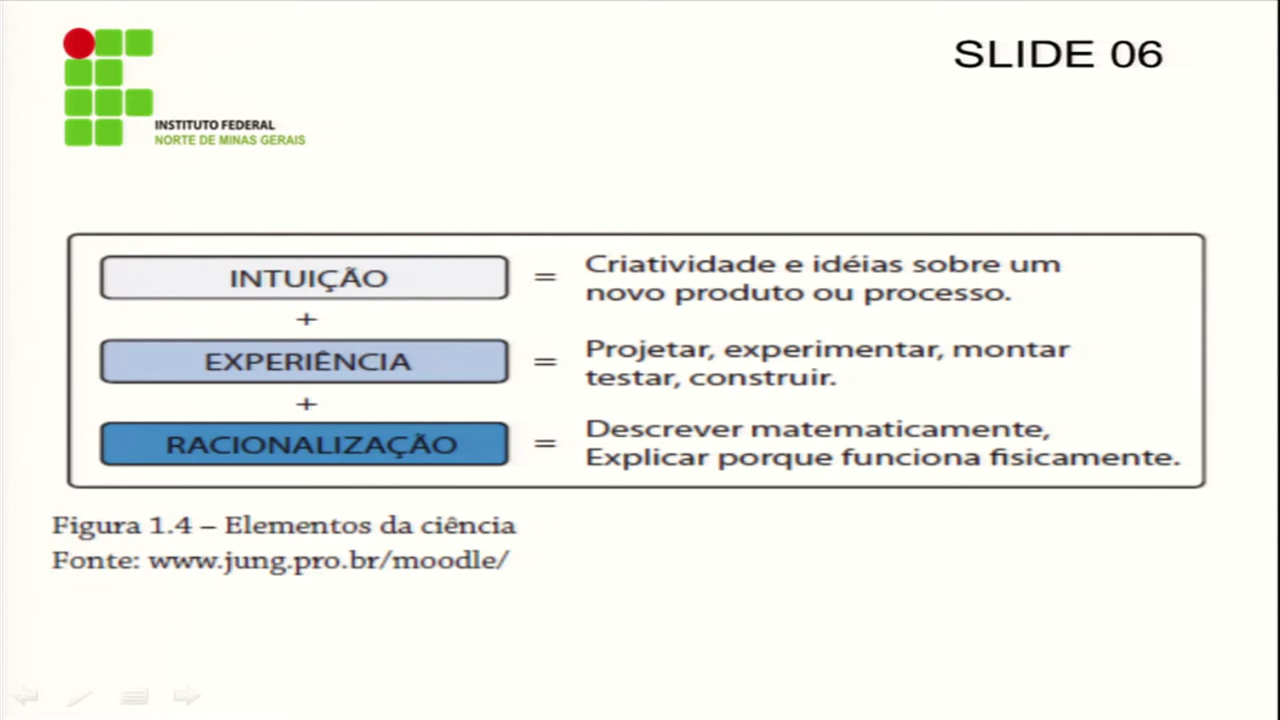 SLIDE 06
INSTITUTO FEDERAL
NORTE DE MINAS GERAIS
INTUIÇÃO = Criatividade e idéias sobre um
novo produto ou processo.
+
EXPERIÊNCIA = Projetar, experimentar, montar
testar, construir.
+
RACIONALIZAÇÃO = Descrever matematicamente,
Explicar porque funciona fisicamente.
Figura 1.4 – Elementos da ciência
Fonte: www.jung.pro.br/moodle/